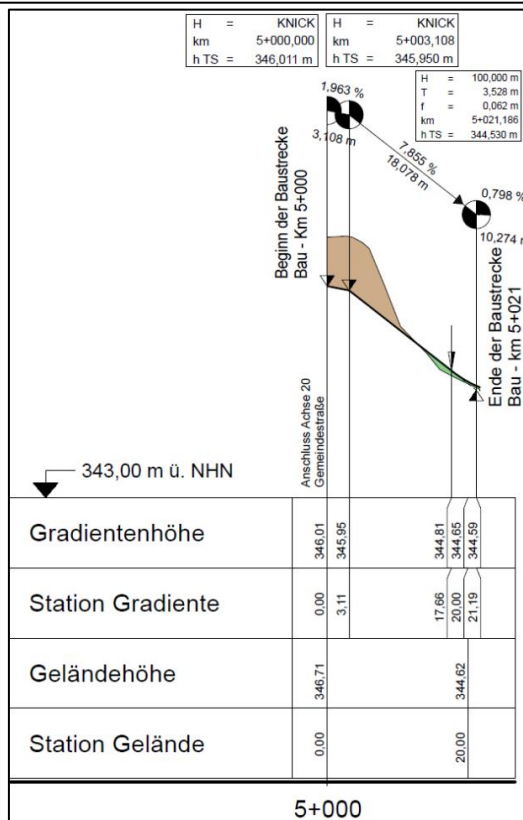 H = KNICK
km 5+000,000
h TS = 346,011 m
H = KNICK
km 5+003,108
h TS = 345,950 m
H = 100,000 m
T = 3,528 m
f = 0,062 m
km 5+021,186
h TS = 344,530 m
1,963 %
3,108 m
7,855 %
18,078 m
0,798 %
10,274 m
Beginn der Baustrecke
Bau - Km 5+000
Ende der Baustrecke
Bau - km 5+021
Anschluss Achse 20
Gemeindestraße
343,00 m ü. NHN
Gradientenhöhe 346,01 345,95 344,81 344,65 344,59
Station Gradiente 0,00 3,11 17,66 20,00 21,19
Geländehöhe 346,71 344,62
Station Gelände 0,00 20,00
5+000